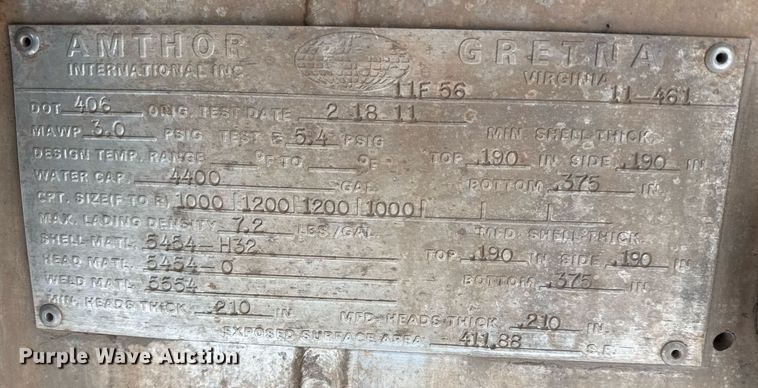 AMTHOR GRETNA
INTERNATIONAL INC VIRGINIA
11F56 11-461
DOT 406 ORIG. TEST DATE 2 18 11
MAWP 3.0 PSIG TEST P 5.4 PSIG MIN SHELL THICK.
DESIGN TEMP. RANGE °F TO °F TOP .190 IN SIDE .190 IN
WATER CAP. 4400 GAL BOTTOM .375 IN
CPT. SIZE(F TO R) 1000 1200 1200 1000
MAX. LADING DENSITY 7.2 LBS/GAL MFD. SHELL THICK.
SHELL MATL. 5454-H32 TOP .190 IN SIDE .190 IN
HEAD MATL. 5454-0 BOTTOM .375 IN
WELD MATL. 5554
MIN. HEADS THICK .210 IN MFD. HEADS THICK .210 IN
EXPOSED SURFACE AREA 411.88 S.F.
Purple Wave Auction